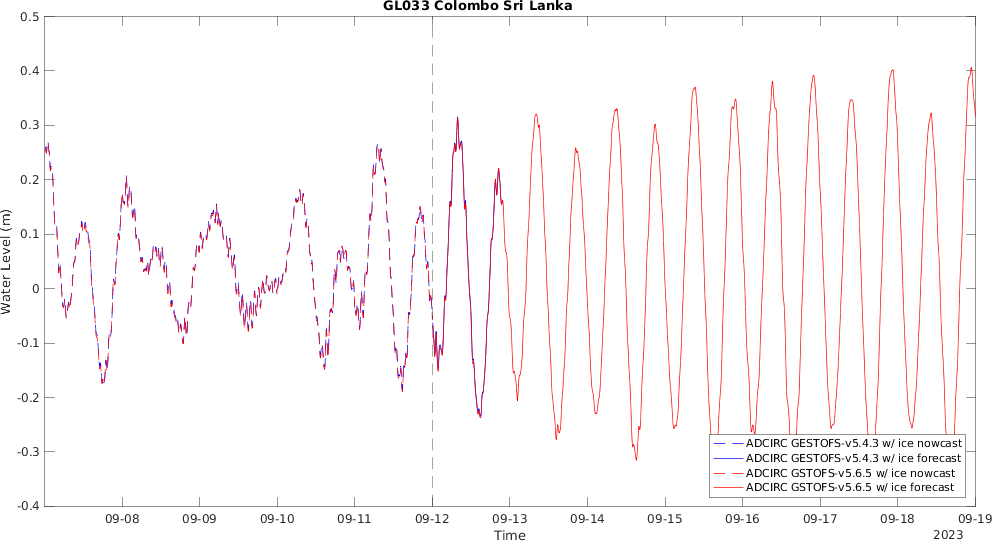 GL033 Colombo Sri Lanka
Water Level (m)
0.5
0.4
0.3
0.2
0.1
0
-0.1
-0.2
-0.3
-0.4
ADCIRC GESTOFS-v5.4.3 w/ ice nowcast
ADCIRC GESTOFS-v5.4.3 w/ ice forecast
ADCIRC GSTOFS-v5.6.5 w/ ice nowcast
ADCIRC GSTOFS-v5.6.5 w/ ice forecast
09-08 09-09 09-10 09-11 09-12 09-13 09-14 09-15 09-16 09-17 09-18 09-19
Time
2023